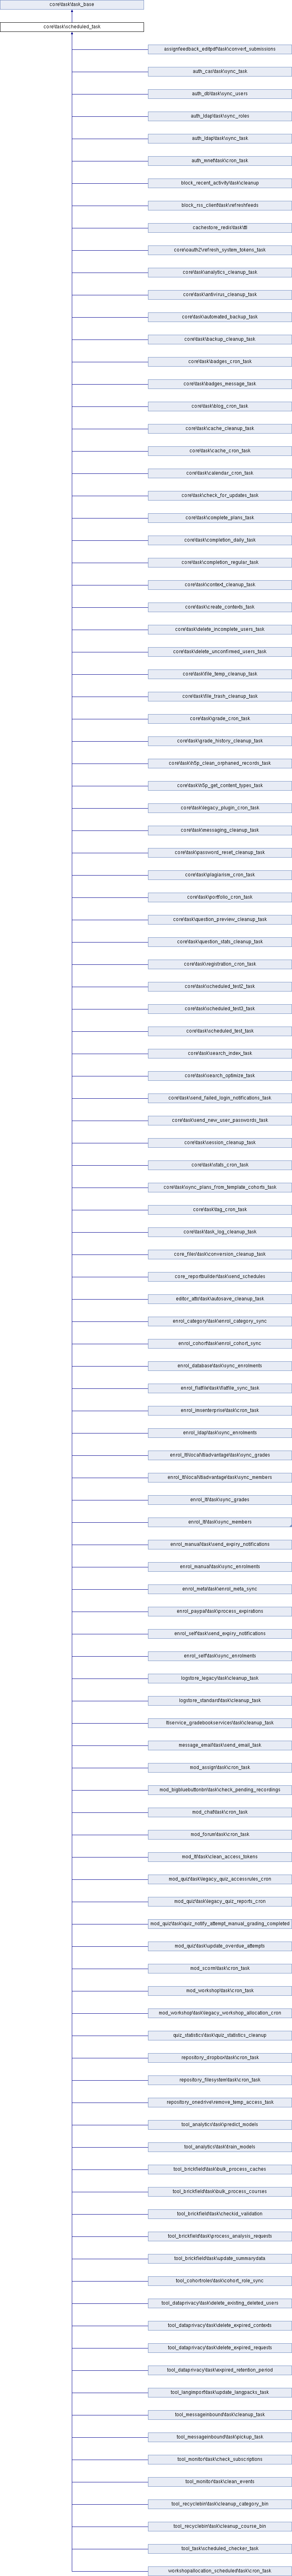 core\task\task_base
core\task\scheduled_task
assignfeedback_editpdf\task\convert_submissions
auth_cas\task\sync_task
auth_db\task\sync_users
auth_ldap\task\sync_roles
auth_ldap\task\sync_task
auth_mnet\task\cron_task
block_recent_activity\task\cleanup
block_rss_client\task\refreshfeeds
cachestore_redis\task\ttl
core\oauth2\refresh_system_tokens_task
core\task\analytics_cleanup_task
core\task\antivirus_cleanup_task
core\task\automated_backup_task
core\task\backup_cleanup_task
core\task\badges_cron_task
core\task\badges_message_task
core\task\blog_cron_task
core\task\cache_cleanup_task
core\task\cache_cron_task
core\task\calendar_cron_task
core\task\check_for_updates_task
core\task\complete_plans_task
core\task\completion_daily_task
core\task\completion_regular_task
core\task\context_cleanup_task
core\task\create_contexts_task
core\task\delete_incomplete_users_task
core\task\delete_unconfirmed_users_task
core\task\file_temp_cleanup_task
core\task\file_trash_cleanup_task
core\task\grade_cron_task
core\task\grade_history_cleanup_task
core\task\h5p_clean_orphaned_records_task
core\task\h5p_get_content_types_task
core\task\legacy_plugin_cron_task
core\task\messaging_cleanup_task
core\task\password_reset_cleanup_task
core\task\plagiarism_cron_task
core\task\portfolio_cron_task
core\task\question_preview_cleanup_task
core\task\question_stats_cleanup_task
core\task\registration_cron_task
core\task\scheduled_test2_task
core\task\scheduled_test3_task
core\task\scheduled_test_task
core\task\search_index_task
core\task\search_optimize_task
core\task\send_failed_login_notifications_task
core\task\send_new_user_passwords_task
core\task\session_cleanup_task
core\task\stats_cron_task
core\task\sync_plans_from_template_cohorts_task
core\task\tag_cron_task
core\task\task_log_cleanup_task
core_files\task\conversion_cleanup_task
core_reportbuilder\task\send_schedules
editor_atto\task\autosave_cleanup_task
enrol_category\task\enrol_category_sync
enrol_cohort\task\enrol_cohort_sync
enrol_database\task\sync_enrolments
enrol_flatfile\task\flatfile_sync_task
enrol_imsenterprise\task\cron_task
enrol_ldap\task\sync_enrolments
enrol_lti\local\ltiadvantage\task\sync_grades
enrol_lti\local\ltiadvantage\task\sync_members
enrol_lti\task\sync_grades
enrol_lti\task\sync_members
enrol_manual\task\send_expiry_notifications
enrol_manual\task\sync_enrolments
enrol_meta\task\enrol_meta_sync
enrol_paypal\task\process_expirations
enrol_self\task\send_expiry_notifications
enrol_self\task\sync_enrolments
logstore_legacy\task\cleanup_task
logstore_standard\task\cleanup_task
ltiservice_gradebookservices\task\cleanup_task
message_email\task\send_email_task
mod_assign\task\cron_task
mod_bigbluebuttonbn\task\check_pending_recordings
mod_chat\task\cron_task
mod_forum\task\cron_task
mod_lti\task\clean_access_tokens
mod_quiz\task\legacy_quiz_accessrules_cron
mod_quiz\task\legacy_quiz_reports_cron
mod_quiz\task\quiz_notify_attempt_manual_grading_completed
mod_quiz\task\update_overdue_attempts
mod_scorm\task\cron_task
mod_workshop\task\cron_task
mod_workshop\task\legacy_workshop_allocation_cron
quiz_statistics\task\quiz_statistics_cleanup
repository_dropbox\task\cron_task
repository_filesystem\task\cron_task
repository_onedrive\remove_temp_access_task
tool_analytics\task\predict_models
tool_analytics\task\train_models
tool_brickfield\task\bulk_process_caches
tool_brickfield\task\bulk_process_courses
tool_brickfield\task\checkid_validation
tool_brickfield\task\process_analysis_requests
tool_brickfield\task\update_summarydata
tool_cohortroles\task\cohort_role_sync
tool_dataprivacy\task\delete_existing_deleted_users
tool_dataprivacy\task\delete_expired_contexts
tool_dataprivacy\task\delete_expired_requests
tool_dataprivacy\task\expired_retention_period
tool_langimport\task\update_langpacks_task
tool_messageinbound\task\cleanup_task
tool_messageinbound\task\pickup_task
tool_monitor\task\check_subscriptions
tool_monitor\task\clean_events
tool_recyclebin\task\cleanup_category_bin
tool_recyclebin\task\cleanup_course_bin
tool_task\task\scheduled_checker_task
workshopallocation_scheduled\task\cron_task